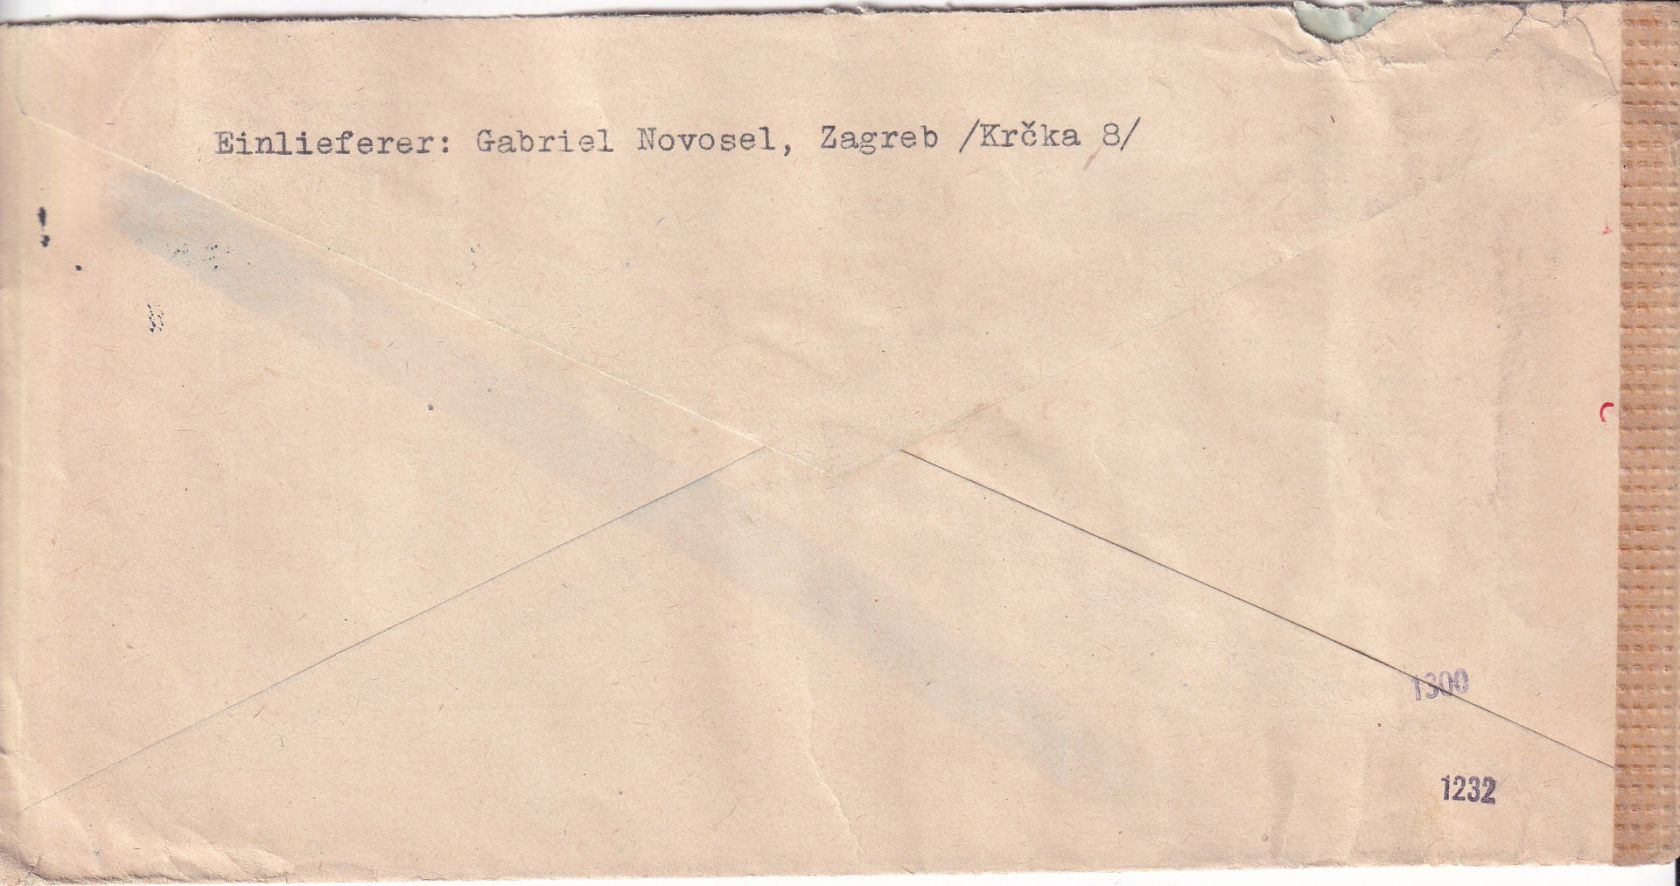 Einlieferer: Gabriel Novosel, Zagreb /Krčka 8/
1300
1232